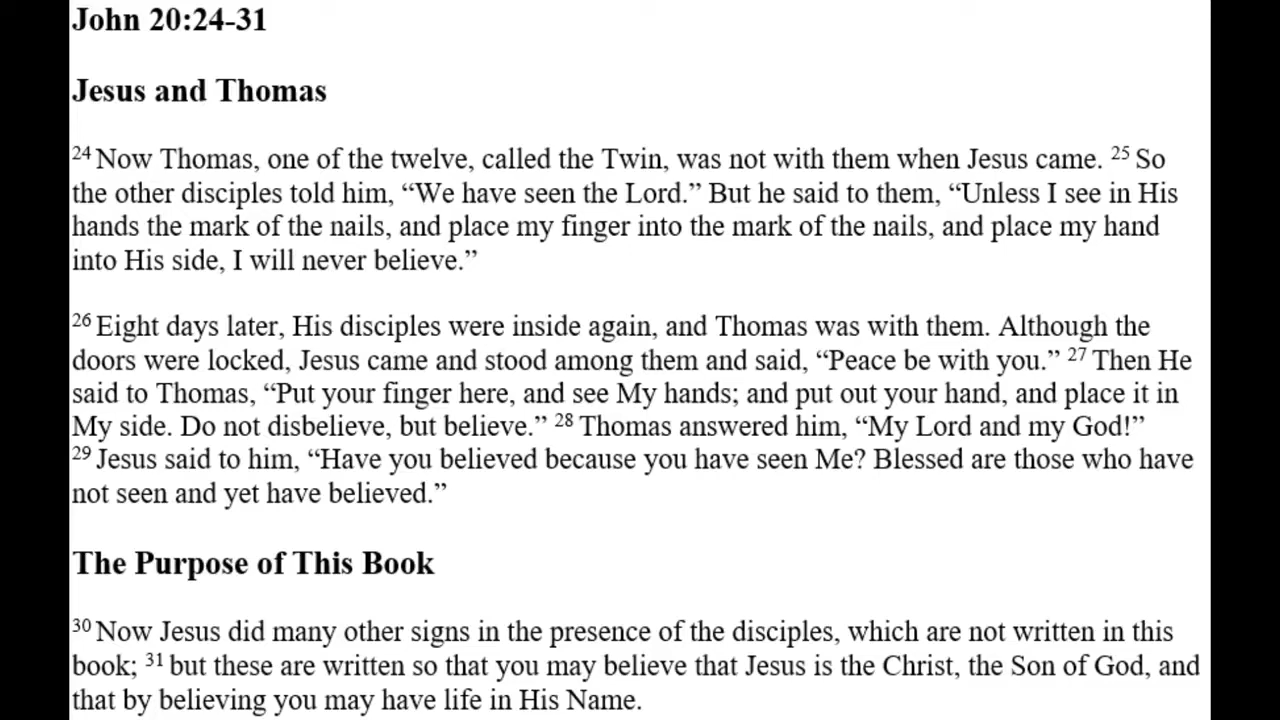 John 20:24-31
Jesus and Thomas
24 Now Thomas, one of the twelve, called the Twin, was not with them when Jesus came. 25 So
the other disciples told him, “We have seen the Lord.” But he said to them, “Unless I see in His
hands the mark of the nails, and place my finger into the mark of the nails, and place my hand
into His side, I will never believe.”
26 Eight days later, His disciples were inside again, and Thomas was with them. Although the
doors were locked, Jesus came and stood among them and said, “Peace be with you.” 27 Then He
said to Thomas, “Put your finger here, and see My hands; and put out your hand, and place it in
My side. Do not disbelieve, but believe.” 28 Thomas answered him, “My Lord and my God!”
29 Jesus said to him, “Have you believed because you have seen Me? Blessed are those who have
not seen and yet have believed.”
The Purpose of This Book
30 Now Jesus did many other signs in the presence of the disciples, which are not written in this
book; 31 but these are written so that you may believe that Jesus is the Christ, the Son of God, and
that by believing you may have life in His Name.